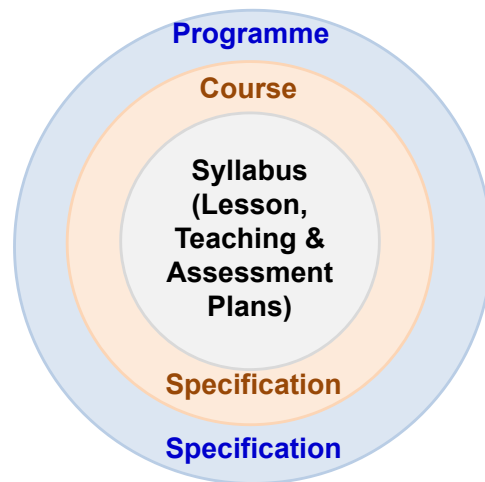 Programme
Course
Syllabus
(Lesson,
Teaching &
Assessment
Plans)
Specification
Specification